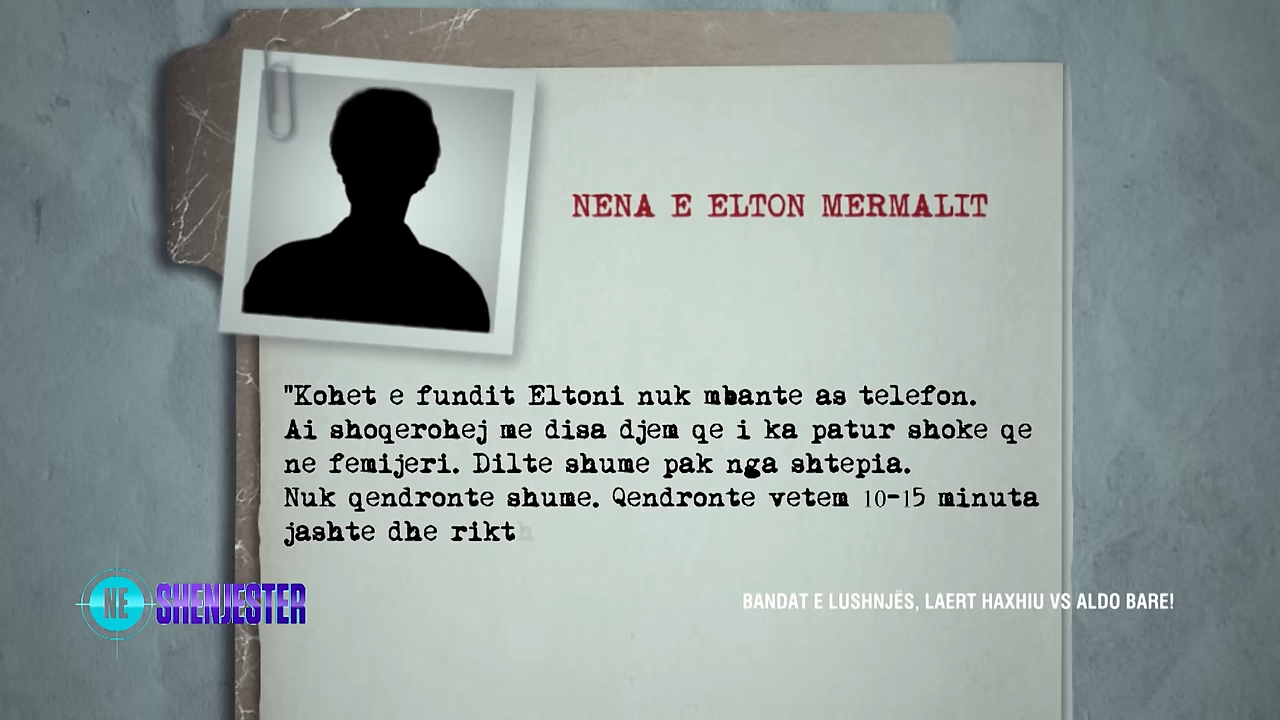 NENA E ELTON MERMALIT
"Kohet e fundit Eltoni nuk mbante as telefon.
Ai shoqerohej me disa djem qe i ka patur shoke qe
ne femijeri. Dilte shume pak nga shtepia.
Nuk qendronte shume. Qendronte vetem 10-15 minuta
jashte dhe rikth
NE SHENJESTER
BANDAT E LUSHNJËS, LAERT HAXHIU VS ALDO BARE!